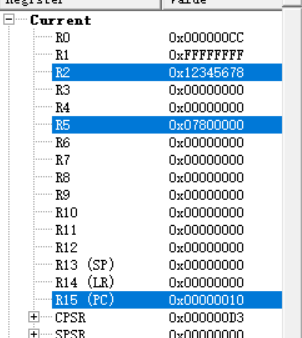 Register Value
Current
R0 0x000000CC
R1 0xFFFFFFFF
R2 0x12345678
R3 0x00000000
R4 0x00000000
R5 0x07800000
R6 0x00000000
R7 0x00000000
R8 0x00000000
R9 0x00000000
R10 0x00000000
R11 0x00000000
R12 0x00000000
R13 (SP) 0x00000000
R14 (LR) 0x00000000
R15 (PC) 0x00000010
CPSR 0x000000D3
SPSR 0x00000000